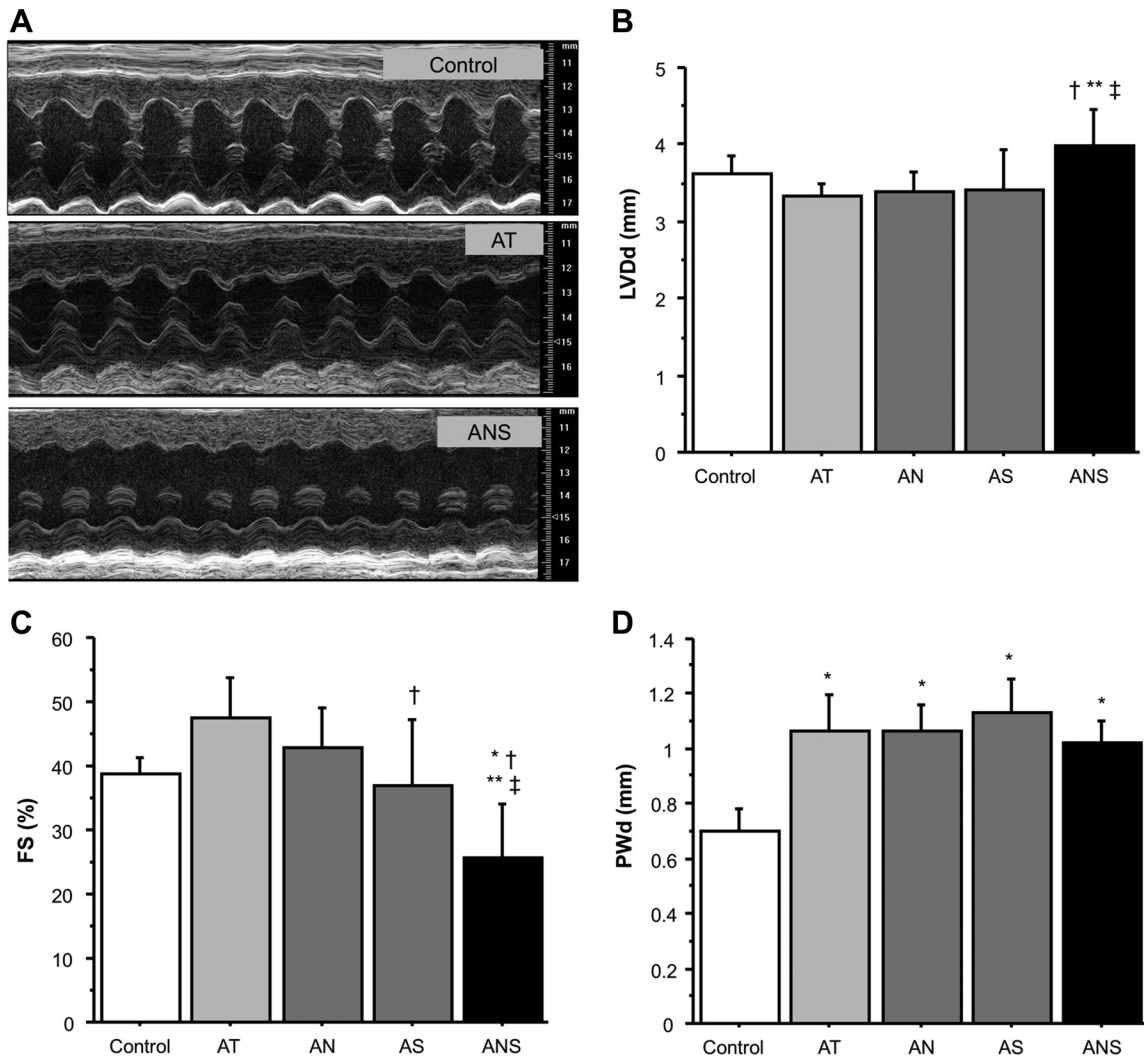 A
Control
mm
11
12
13
14
15
16
17
AT
11
12
13
14
15
16
ANS
mm
11
12
13
14
15
16
17
B
LVDd (mm)
5
4
3
2
1
0
† ** ‡
Control AT AN AS ANS
C
FS (%)
60
50
40
30
20
10
0
†
* †
** ‡
Control AT AN AS ANS
D
PWd (mm)
1.4
1.2
1
0.8
0.6
0.4
0.2
0
* * * *
Control AT AN AS ANS